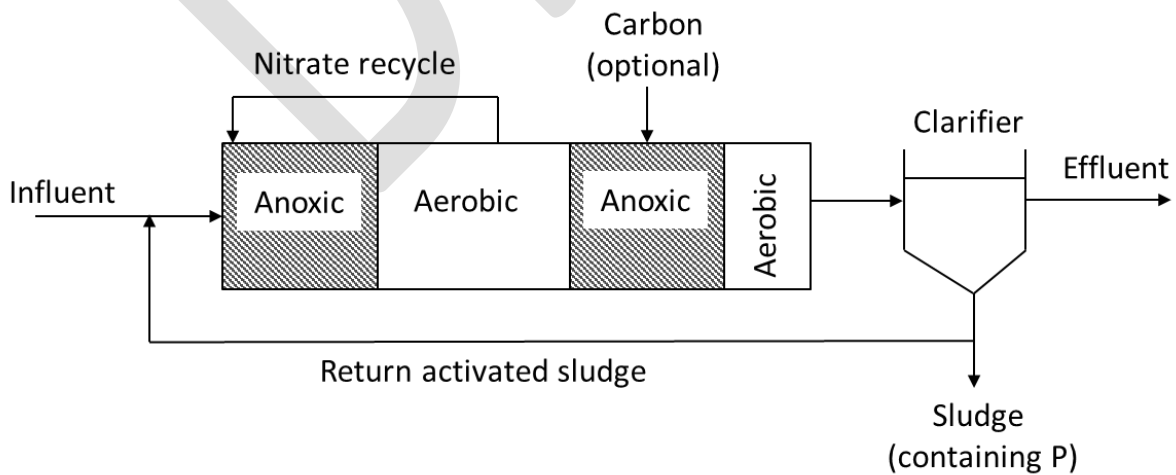 Carbon
(optional)
Nitrate recycle
Clarifier
Influent
Anoxic
Aerobic
Anoxic
Aerobic
Effluent
Return activated sludge
Sludge
(containing P)